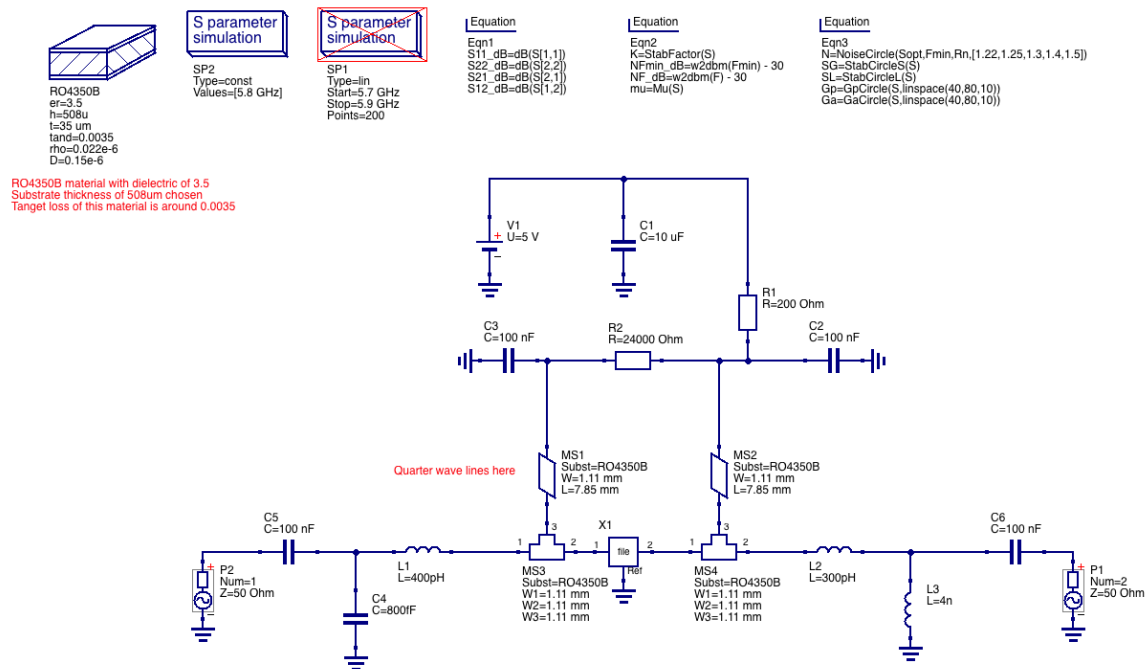 S parameter
simulation
S parameter
simulation
Equation
Equation
Equation
RO4350B
er=3.5
h=508u
t=35 um
tand=0.0035
rho=0.022e-6
D=0.15e-6
SP2
Type=const
Values=[5.8 GHz]
SP1
Type=lin
Start=5.7 GHz
Stop=5.9 GHz
Points=200
Eqn1
S11_dB=dB(S[1,1])
S22_dB=dB(S[2,2])
S21_dB=dB(S[2,1])
S12_dB=dB(S[1,2])
Eqn2
K=StabFactor(S)
NFmin_dB=w2dbm(Fmin) - 30
NF_dB=w2dbm(F) - 30
mu=Mu(S)
Eqn3
N=NoiseCircle(Sopt,Fmin,Rn,[1.22,1.25,1.3,1.4,1.5])
SG=StabCircleS(S)
SL=StabCircleL(S)
Gp=GpCircle(S,linspace(40,80,10))
Ga=GaCircle(S,linspace(40,80,10))
RO4350B material with dielectric of 3.5
Substrate thickness of 508um chosen
Tanget loss of this material is around 0.0035
V1
U=5 V
+
–
C1
C=10 uF
R1
R=200 Ohm
C3
C=100 nF
R2
R=24000 Ohm
C2
C=100 nF
Quarter wave lines here
MS1
Subst=RO4350B
W=1.11 mm
L=7.85 mm
MS2
Subst=RO4350B
W=1.11 mm
L=7.85 mm
C5
C=100 nF
P2
Num=1
Z=50 Ohm
+
–
C4
C=800fF
L1
L=400pH
1
3
2
MS3
Subst=RO4350B
W1=1.11 mm
W2=1.11 mm
W3=1.11 mm
X1
1
file
2
Ref
1
3
2
MS4
Subst=RO4350B
W1=1.11 mm
W2=1.11 mm
W3=1.11 mm
L2
L=300pH
L3
L=4n
C6
C=100 nF
P1
Num=2
Z=50 Ohm
+
–